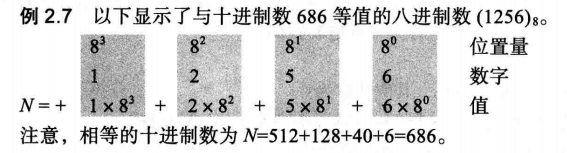 例 2.7 以下显示了与十进制数 686 等值的八进制数 (1256)₈。
8³ 8² 8¹ 8⁰ 位置量
1 2 5 6 数字
N = + 1 × 8³ + 2 × 8² + 5 × 8¹ + 6 × 8⁰ 值
注意，相等的十进制数为 N=512+128+40+6=686。